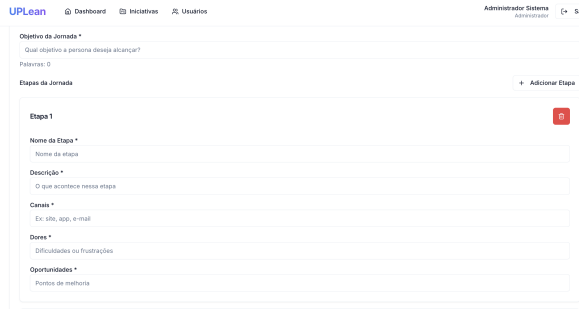 UPLean
Dashboard
Iniciativas
Usuários
Administrador Sistema
Administrador
S
Objetivo da Jornada *
Qual objetivo a persona deseja alcançar?
Palavras: 0
Etapas da Jornada
+ Adicionar Etapa
Etapa 1
Nome da Etapa *
Nome da etapa
Descrição *
O que acontece nessa etapa
Canais *
Ex: site, app, e-mail
Dores *
Dificuldades ou frustrações
Oportunidades *
Pontos de melhoria